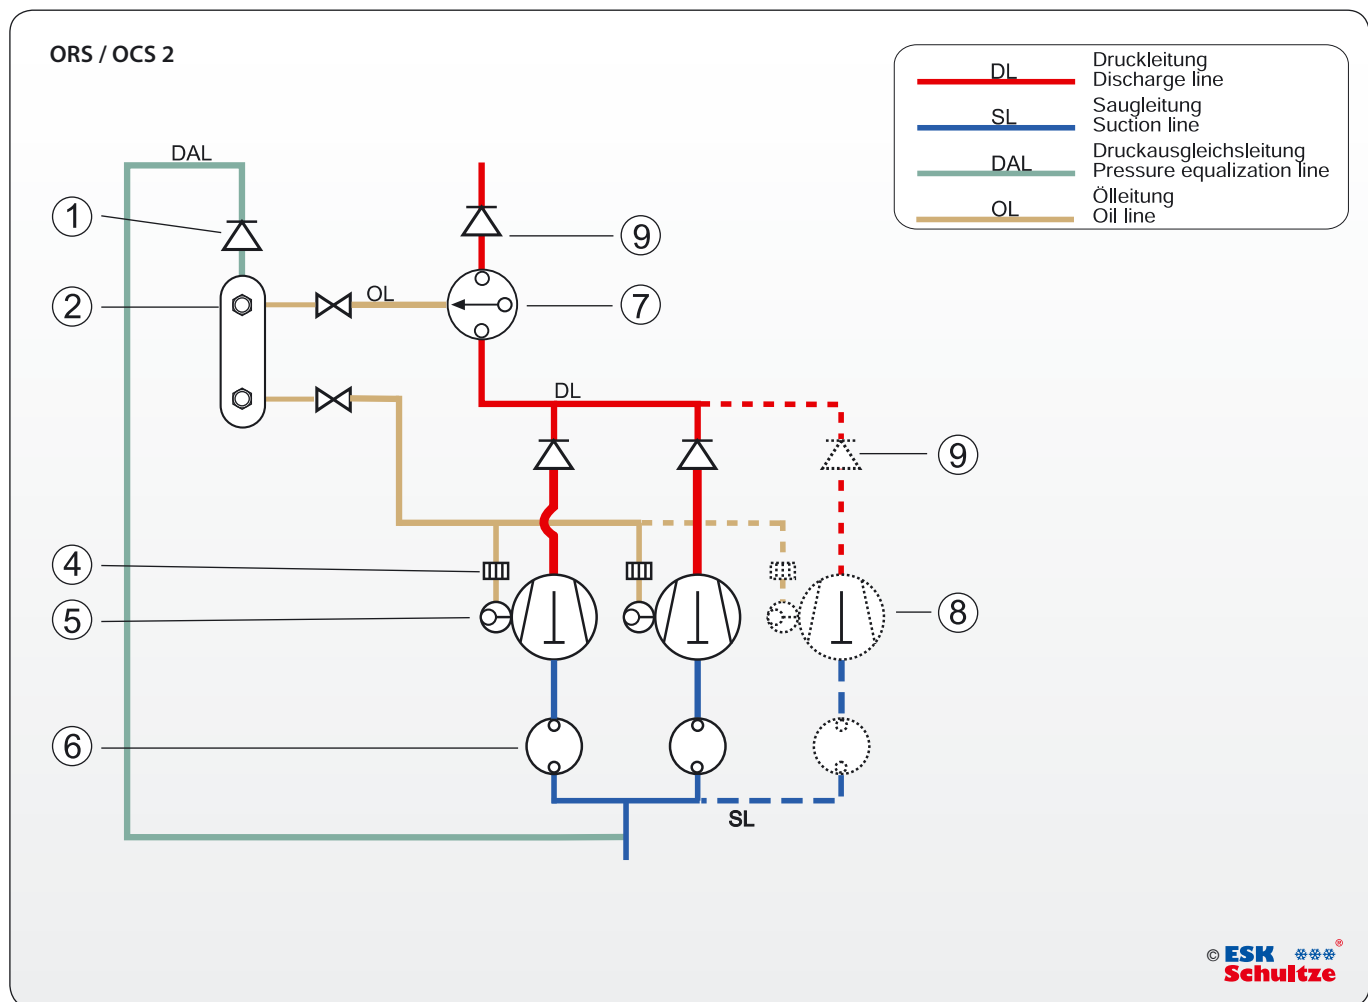 ORS / OCS 2
DL
Druckleitung
Discharge line
SL
Saugleitung
Suction line
DAL
Druckausgleichsleitung
Pressure equalization line
OL
Ölleitung
Oil line
DAL
1
9
2
OL
7
DL
9
4
5
8
6
SL
© ESK ®
Schultze